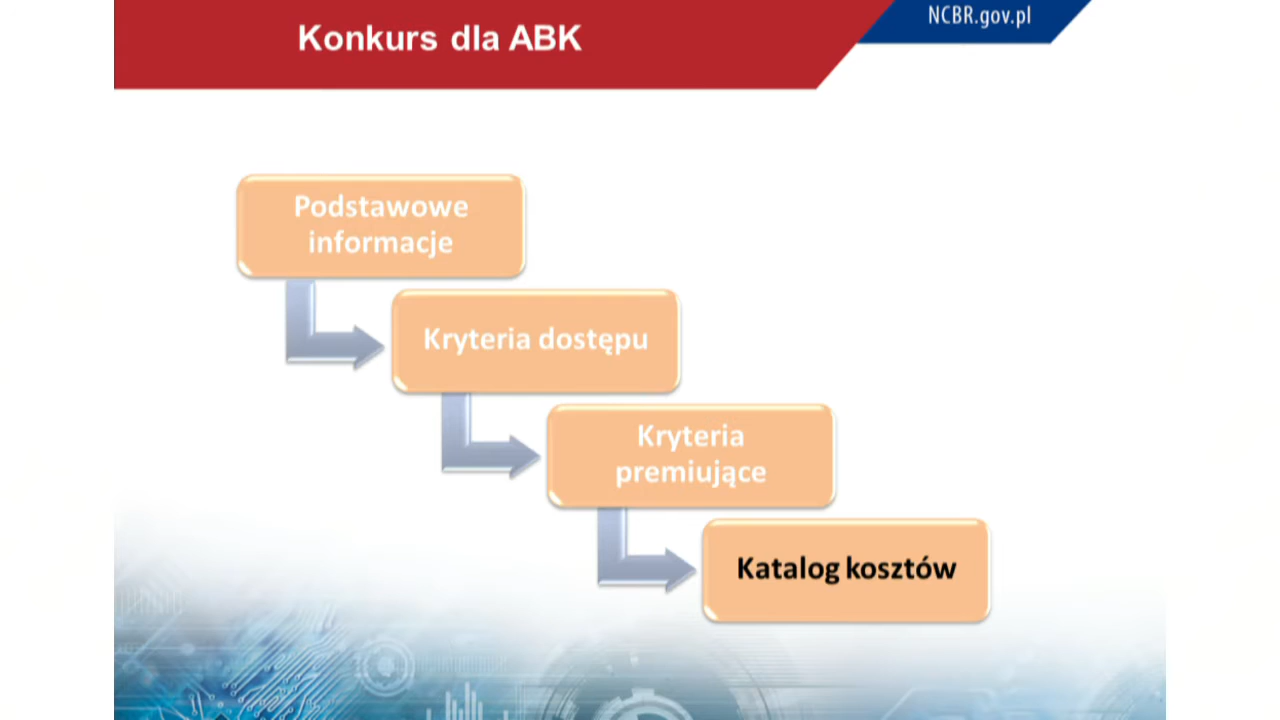 Konkurs dla ABK
NCBR.gov.pl
Podstawowe
informacje
Kryteria dostępu
Kryteria
premiujące
Katalog kosztów